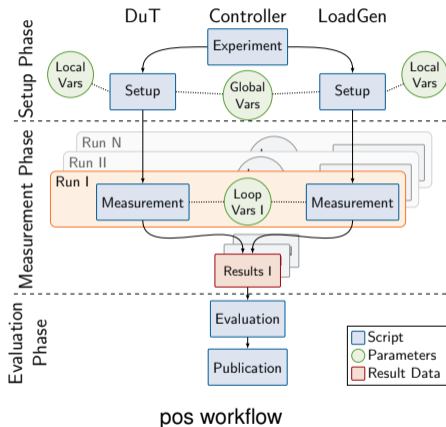 DuT Controller LoadGen
Setup Phase
Experiment
Local
Vars
Setup
Global
Vars
Setup
Local
Vars
Measurement Phase
Run N
Run II
Run I
Measurement
Loop
Vars I
Measurement
Results I
Evaluation
Phase
Evaluation
Publication
Script
Parameters
Result Data
pos workflow